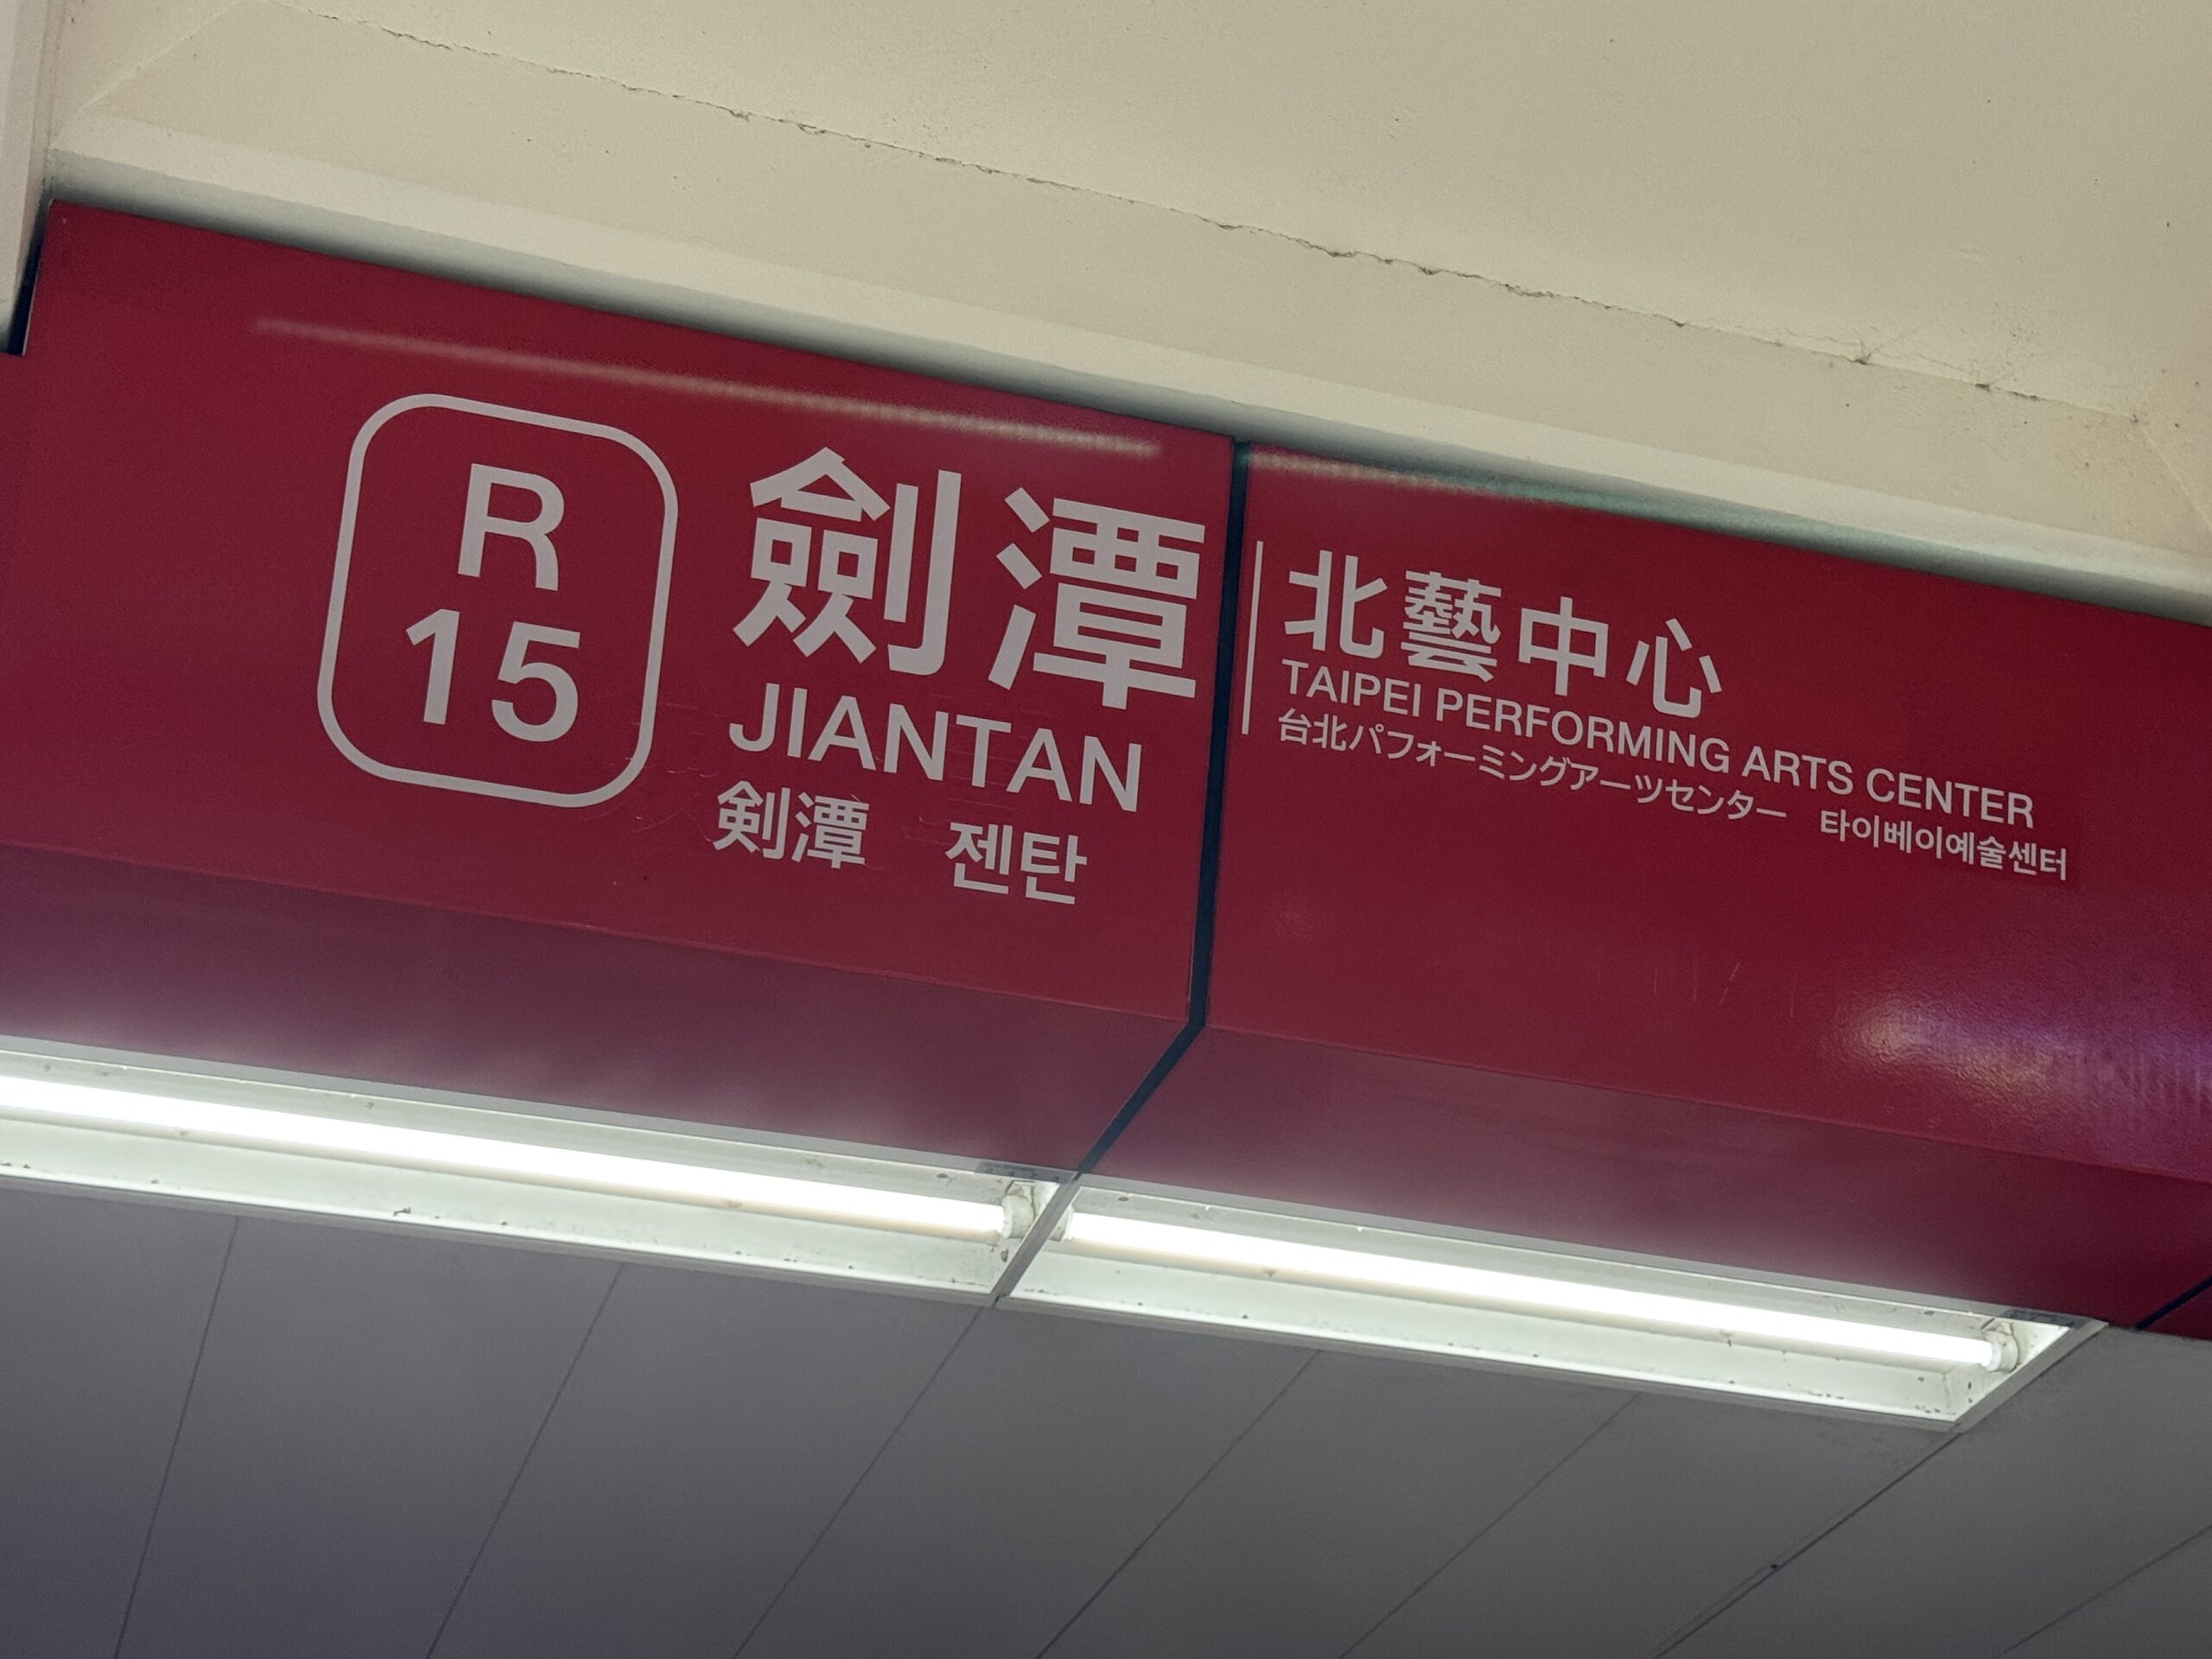 R
15
劍潭
JIANTAN
剣潭 젠탄
北藝中心
TAIPEI PERFORMING ARTS CENTER
台北パフォーミングアーツセンター 타이베이예술센터